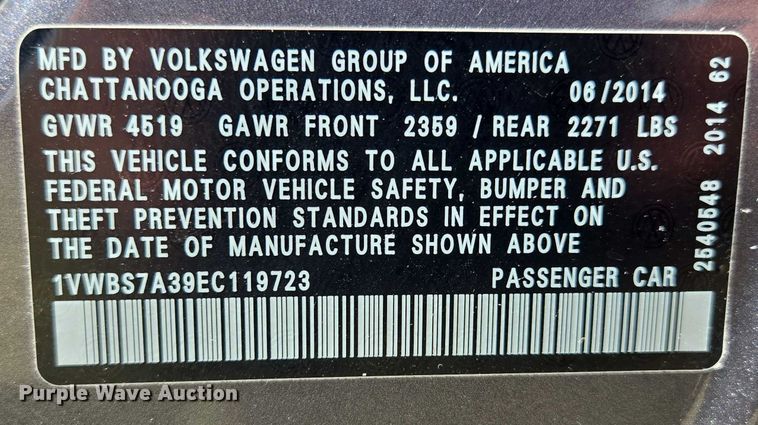 MFD BY VOLKSWAGEN GROUP OF AMERICA
CHATTANOOGA OPERATIONS, LLC. 06/2014
GVWR 4519 GAWR FRONT 2359 / REAR 2271 LBS
THIS VEHICLE CONFORMS TO ALL APPLICABLE U.S.
FEDERAL MOTOR VEHICLE SAFETY, BUMPER AND
THEFT PREVENTION STANDARDS IN EFFECT ON
THE DATE OF MANUFACTURE SHOWN ABOVE
1VWBS7A39EC119723 PASSENGER CAR
2540548 2014 62
Purple Wave Auction